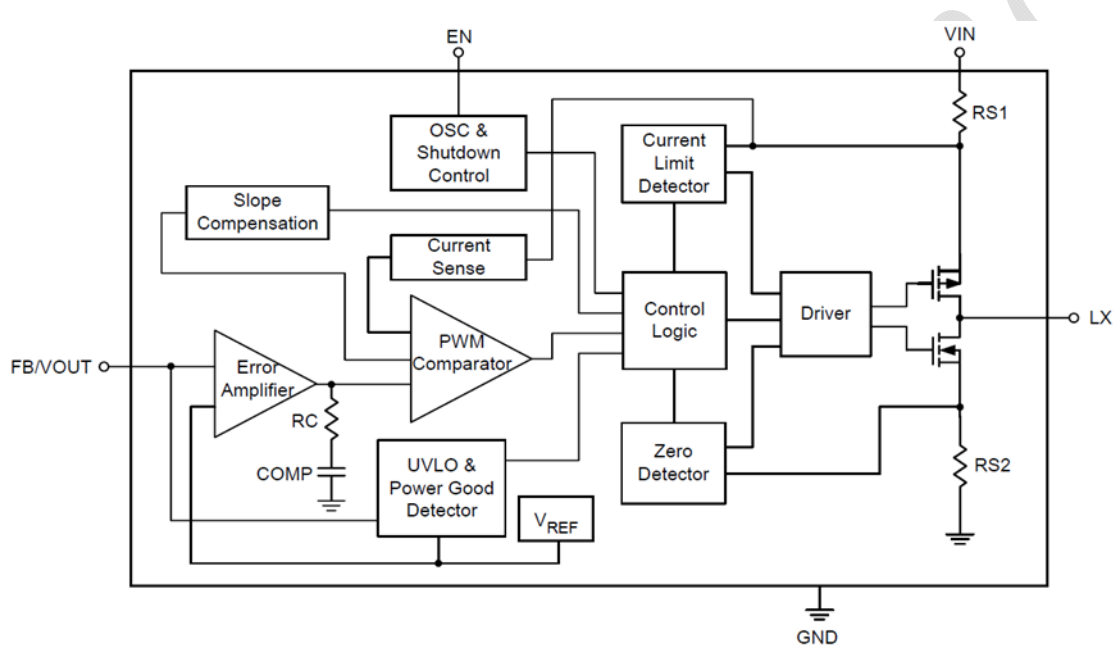 EN
VIN
RS1
OSC &
Shutdown
Control
Current
Limit
Detector
Slope
Compensation
Current
Sense
Control
Logic
Driver
LX
PWM
Comparator
FB/VOUT
Error
Amplifier
RC
COMP
UVLO &
Power Good
Detector
VREF
Zero
Detector
RS2
GND